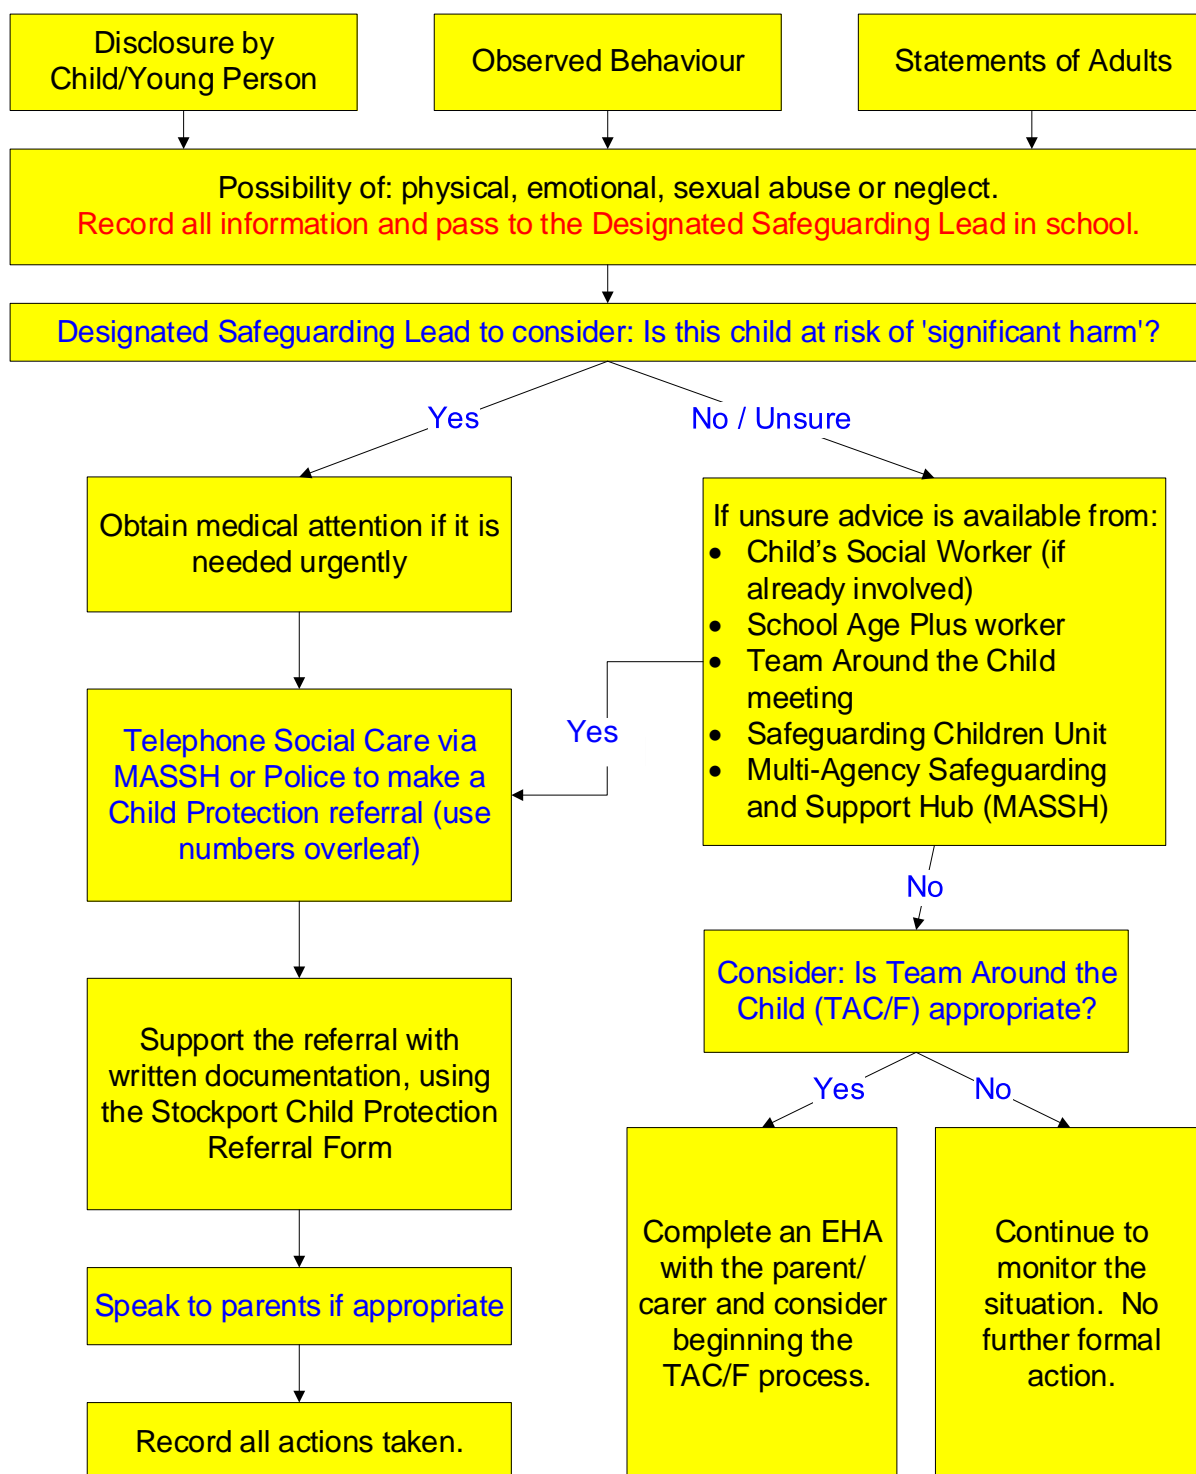 Disclosure by
Child/Young Person
Observed Behaviour
Statements of Adults
Possibility of: physical, emotional, sexual abuse or neglect.
Record all information and pass to the Designated Safeguarding Lead in school.
Designated Safeguarding Lead to consider: Is this child at risk of 'significant harm'?
Yes
No / Unsure
Obtain medical attention if it is
needed urgently
If unsure advice is available from:
• Child’s Social Worker (if
already involved)
• School Age Plus worker
• Team Around the Child
meeting
• Safeguarding Children Unit
• Multi-Agency Safeguarding
and Support Hub (MASSH)
Yes
Telephone Social Care via
MASSH or Police to make a
Child Protection referral (use
numbers overleaf)
No
Consider: Is Team Around the
Child (TAC/F) appropriate?
Support the referral with
written documentation, using
the Stockport Child Protection
Referral Form
Yes
No
Speak to parents if appropriate
Complete an EHA
with the parent/
carer and consider
beginning the
TAC/F process.
Continue to
monitor the
situation. No
further formal
action.
Record all actions taken.